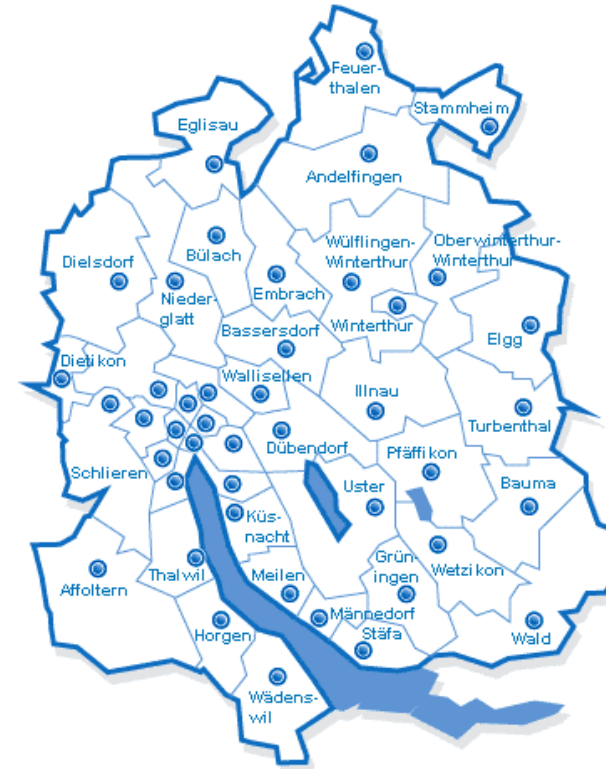 Feuer-
thalen
Stammheim
Eglisau
Andelfingen
Bülach
Wülflingen-
Winterthur
Oberwinterthur-
Winterthur
Dielsdorf
Nieder-
glatt
Embrach
Winterthur
Bassersdorf
Elgg
Dietikon
Wallisellen
Illnau
Turbenthal
Dübendorf
Pfäffikon
Schlieren
Uster
Bauma
Küs-
nacht
Grü̈n-
ingen
Wetzikon
Thalwil
Meilen
Affoltern
Männedorf
Horgen
Stäfa
Wald
Wädens-
wil